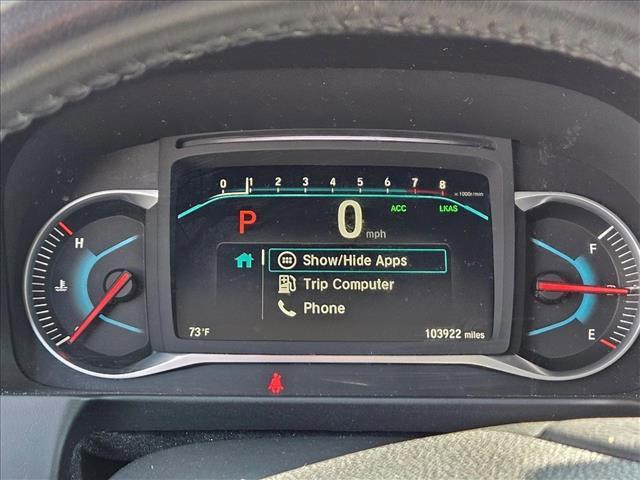 0 1 2 3 4 5 6 7 8 x 1000r/min
P 0 mph ACC LKAS
Show/Hide Apps
Trip Computer
Phone
73°F 103922 miles
H
F
E